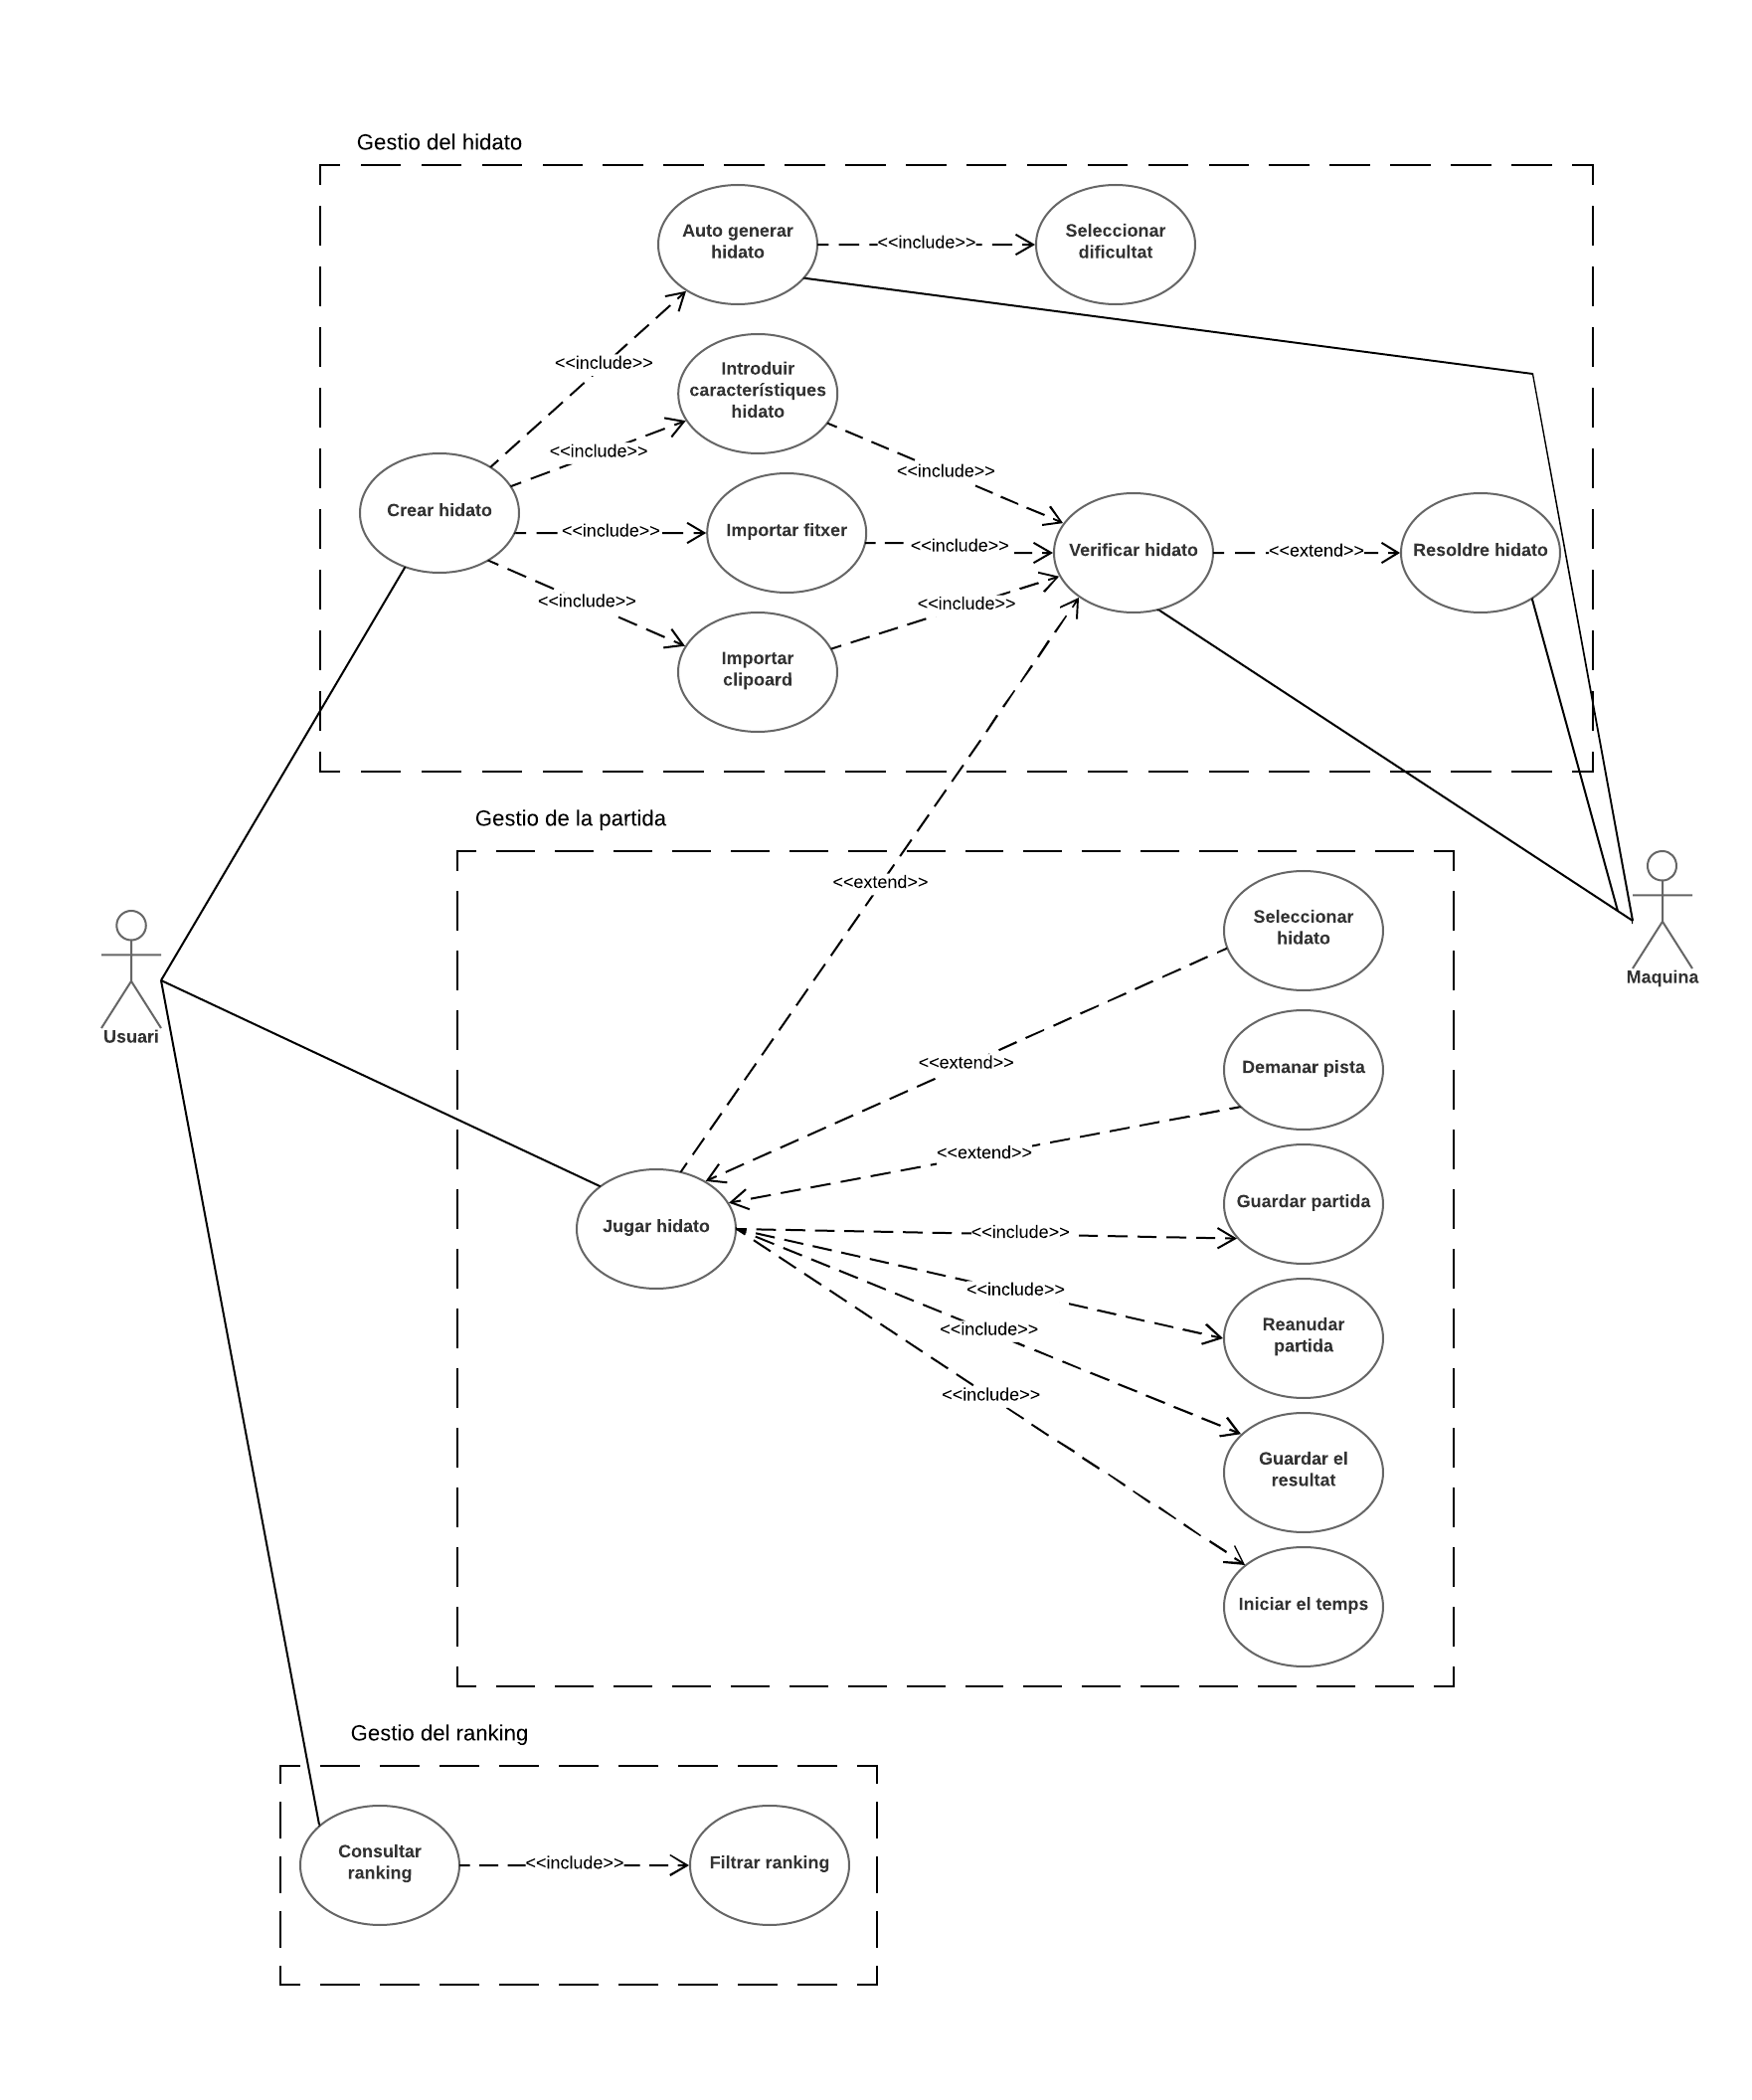 Gestio del hidato
Auto generar
hidato
<<include>>
Seleccionar
dificultat
<<include>>
Introduir
característiques
hidato
<<include>>
<<include>>
Crear hidato
<<include>>
Importar fitxer
<<include>>
Verificar hidato
<<extend>>
Resoldre hidato
<<include>>
<<include>>
Importar
clipoard
Gestio de la partida
<<extend>>
Seleccionar
hidato
Usuari
Maquina
<<extend>>
Demanar pista
<<extend>>
Guardar partida
Jugar hidato
<<include>>
<<include>>
Reanudar
partida
<<include>>
<<include>>
Guardar el
resultat
Iniciar el temps
Gestio del ranking
Consultar
ranking
<<include>>
Filtrar ranking